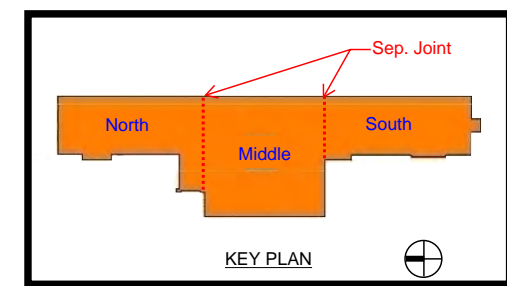 Sep. Joint
North
South
Middle
KEY PLAN